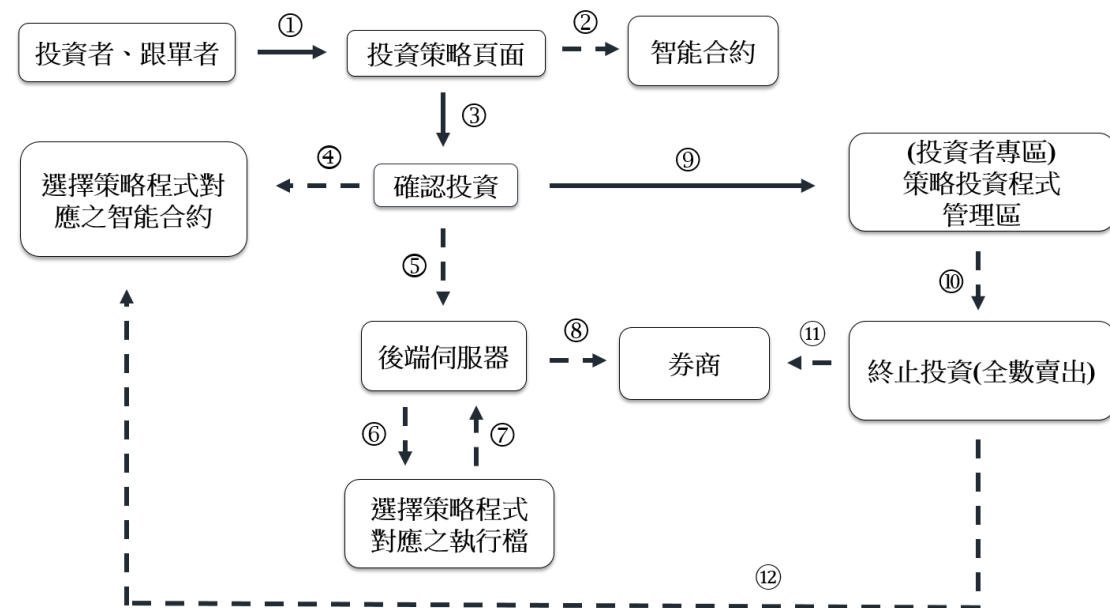 投資者、跟單者
①
投資策略頁面
②
智能合約
③
選擇策略程式對
應之智能合約
④
確認投資
⑨
(投資者專區)
策略投資程式
管理區
⑤
⑩
後端伺服器
⑧
券商
⑪
終止投資(全數賣出)
⑥
⑦
選擇策略程式
對應之執行檔
⑫